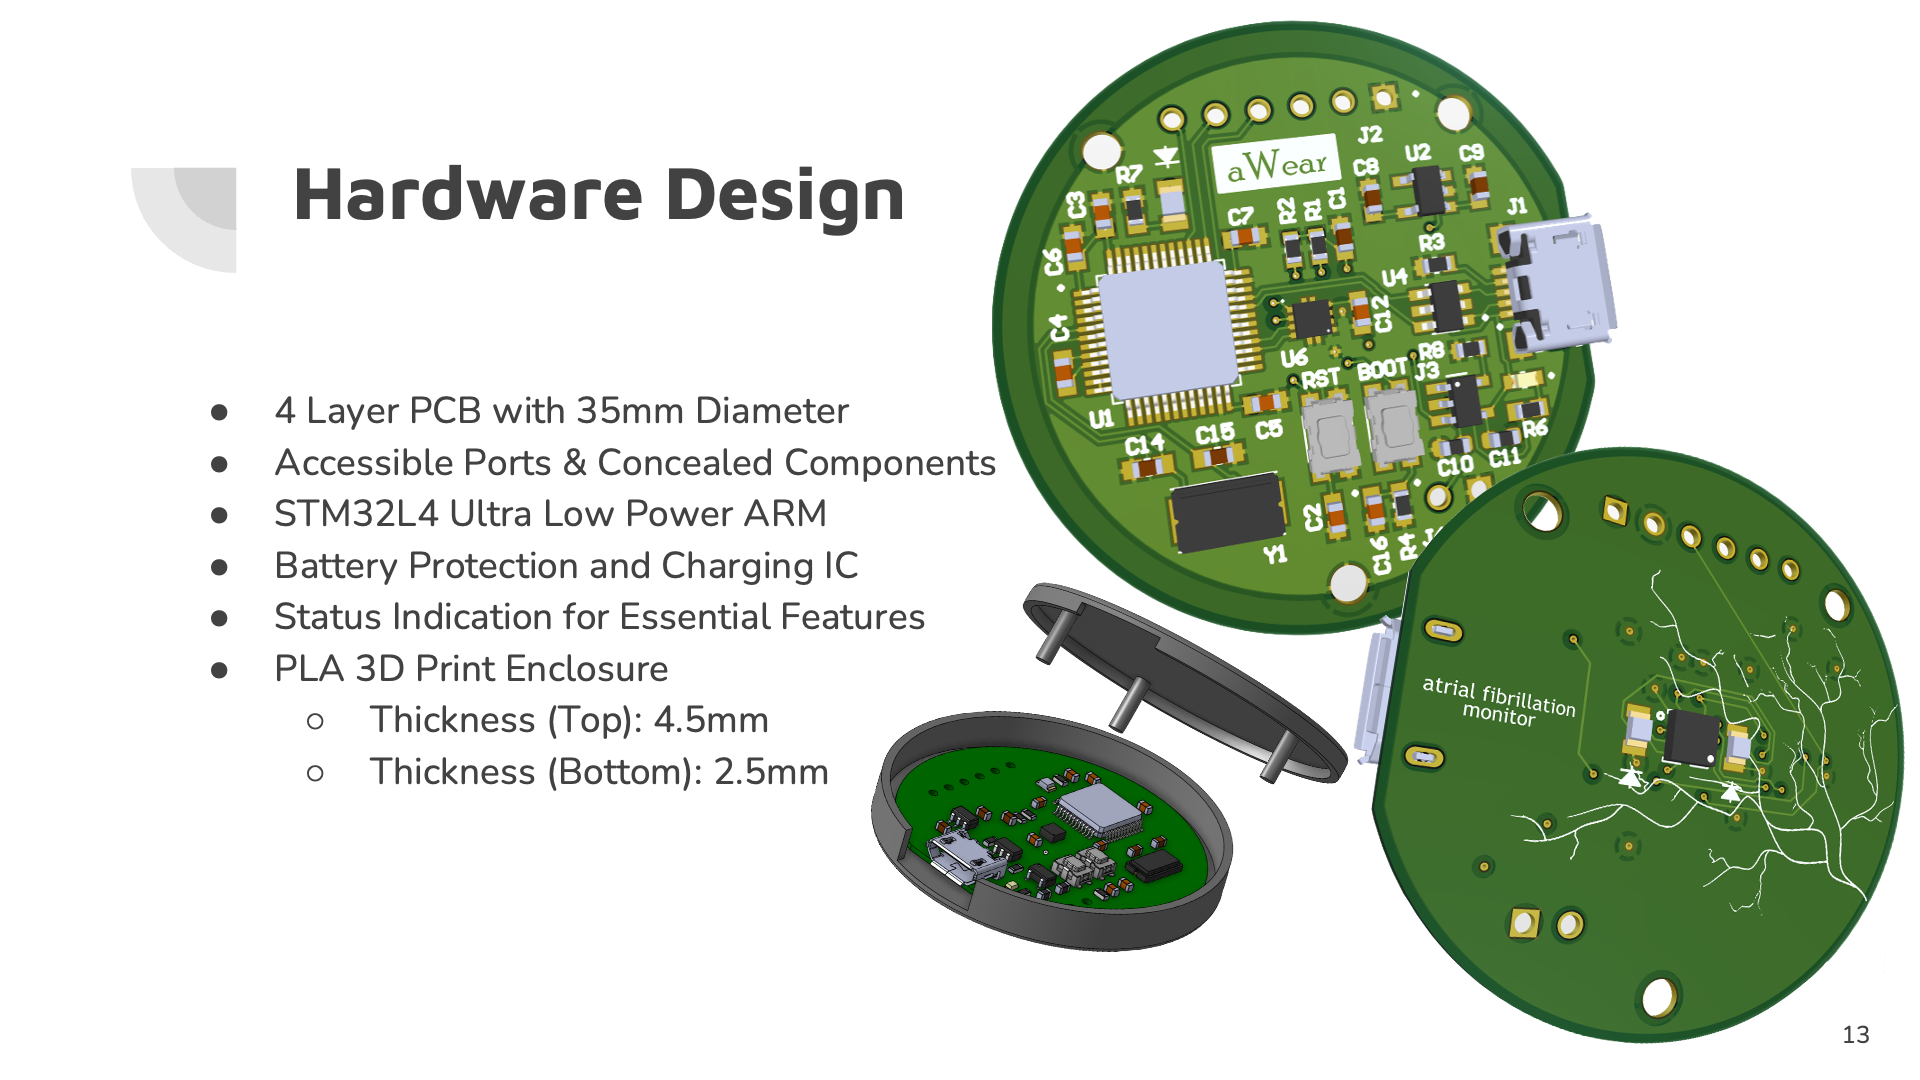 Hardware Design
● 4 Layer PCB with 35mm Diameter
● Accessible Ports & Concealed Components
● STM32L4 Ultra Low Power ARM
● Battery Protection and Charging IC
● Status Indication for Essential Features
● PLA 3D Print Enclosure
○ Thickness (Top): 4.5mm
○ Thickness (Bottom): 2.5mm
J2
aWear
U2
C9
C8
R7
C3
C7
R2
R1
C1
J1
R3
C6
U4
C4
C12
U6
R8
RST
BOOT
J3
U1
C14
C15
C5
R6
C10
C11
C2
C16
R4
Y1
atrial fibrillation
monitor
13